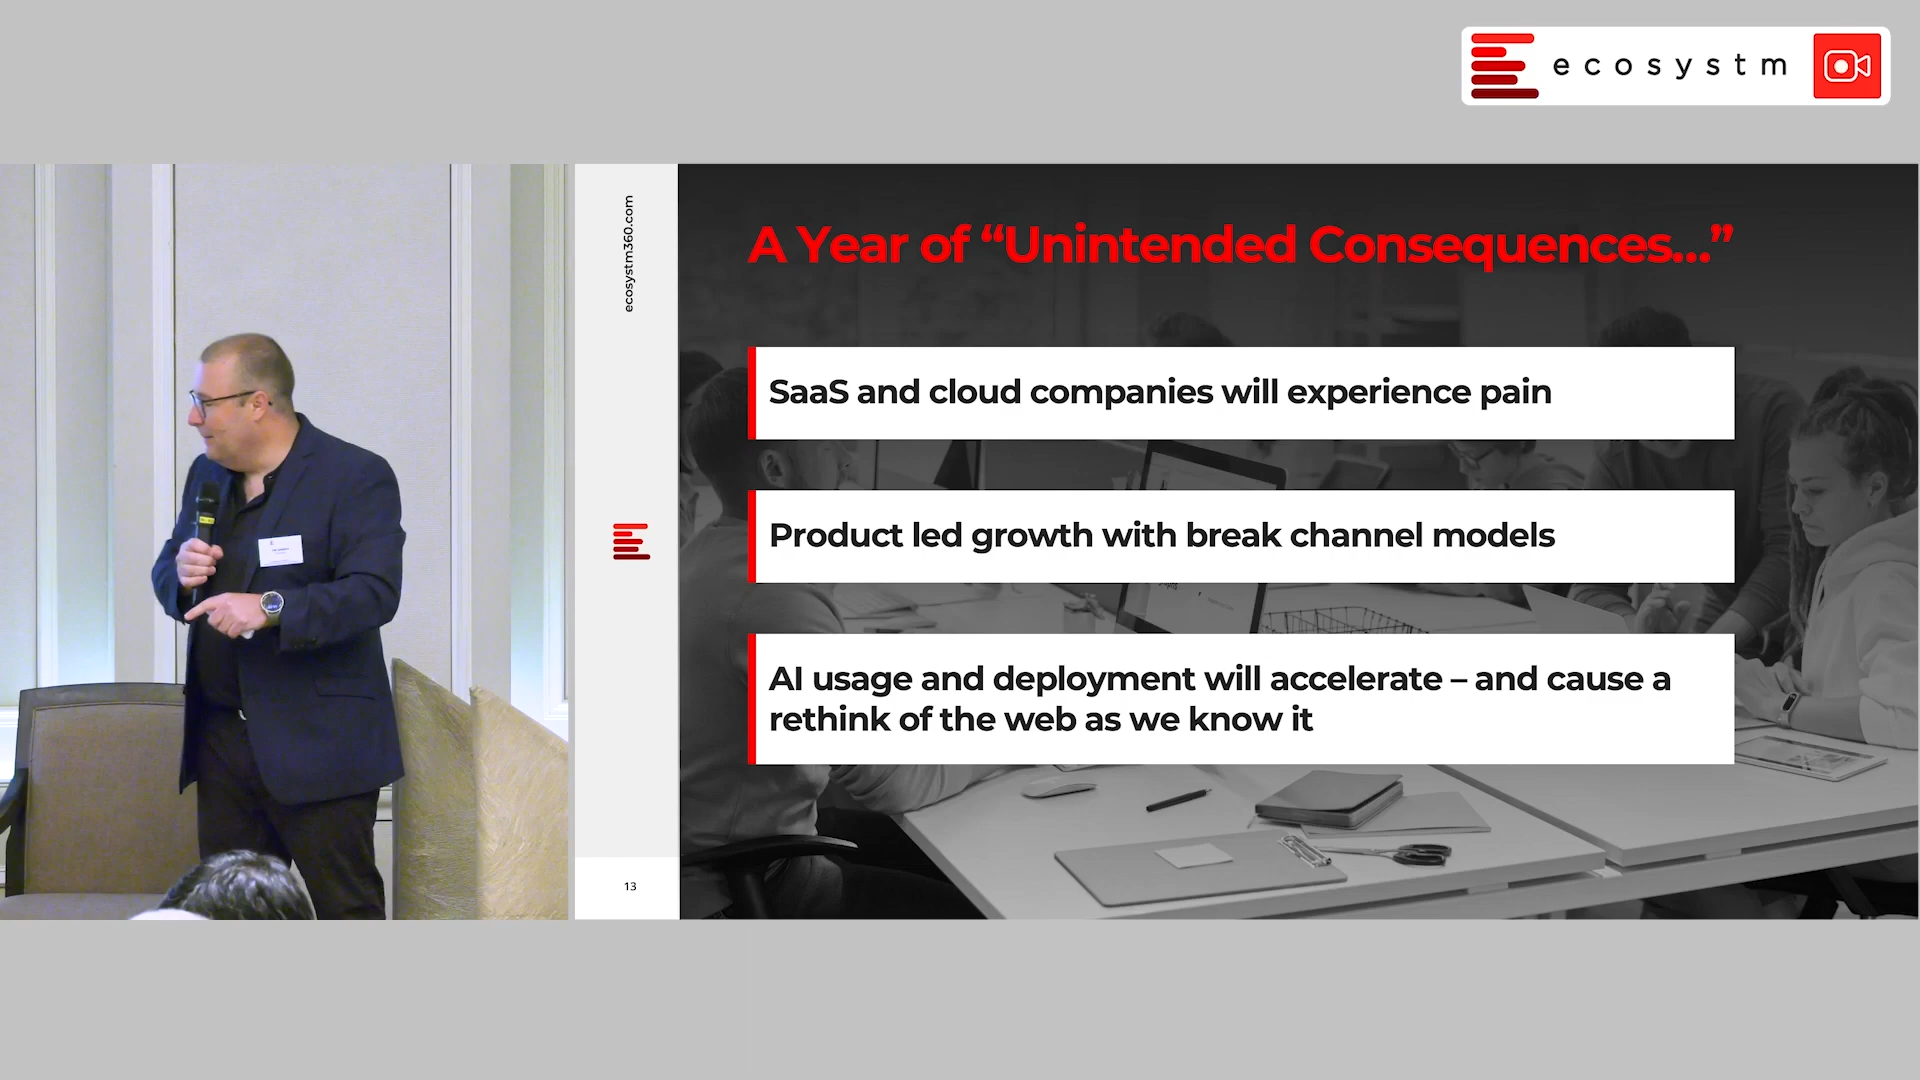 ecosystm
ecosystm360.com
A Year of “Unintended Consequences...”
SaaS and cloud companies will experience pain
Product led growth with break channel models
AI usage and deployment will accelerate – and cause a
rethink of the web as we know it
13